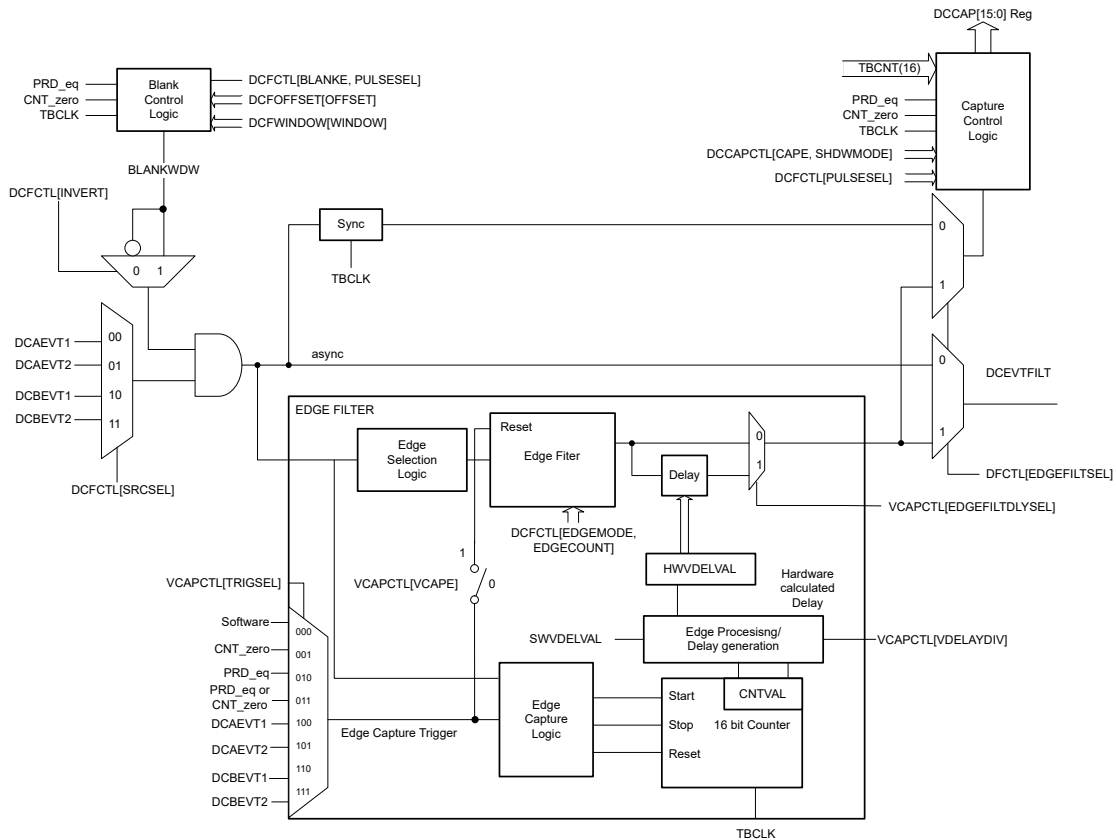 DCCAP[15:0] Reg
TBCNT(16)
PRD_eq
CNT_zero
TBCLK
Blank
Control
Logic
DCFCTL[BLANKE, PULSESEL]
DCFOFFSET[OFFSET]
DCFWINDOW[WINDOW]
PRD_eq
CNT_zero
TBCLK
DCCAPCTL[CAPE, SHDWMODE]
DCFCTL[PULSESEL]
Capture
Control
Logic
BLANKWDW
DCFCTL[INVERT]
0 1
Sync
TBCLK
0
1
DCAEVT1
DCAEVT2
DCBEVT1
DCBEVT2
00
01
10
11
DCFCTL[SRCSEL]
async
0
1
DCEVTFILT
DFCTL[EDGEFILTSEL]
EDGE FILTER
Edge
Selection
Logic
Reset
Edge Fiter
DCFCTL[EDGEMODE,
EDGECOUNT]
Delay
0
1
VCAPCTL[EDGEFILTDLYSEL]
HWVDELVAL
Hardware
calculated
Delay
1
VCAPCTL[VCAPE]
0
VCAPCTL[TRIGSEL]
Software
CNT_zero
PRD_eq
PRD_eq or
CNT_zero
DCAEVT1
DCAEVT2
DCBEVT1
DCBEVT2
000
001
010
011
100
101
110
111
Edge Capture Trigger
SWVDELVAL
Edge Procesisng/
Delay generation
VCAPCTL[VDELAYDIV]
Edge
Capture
Logic
CNTVAL
Start
Stop
16 bit Counter
Reset
TBCLK